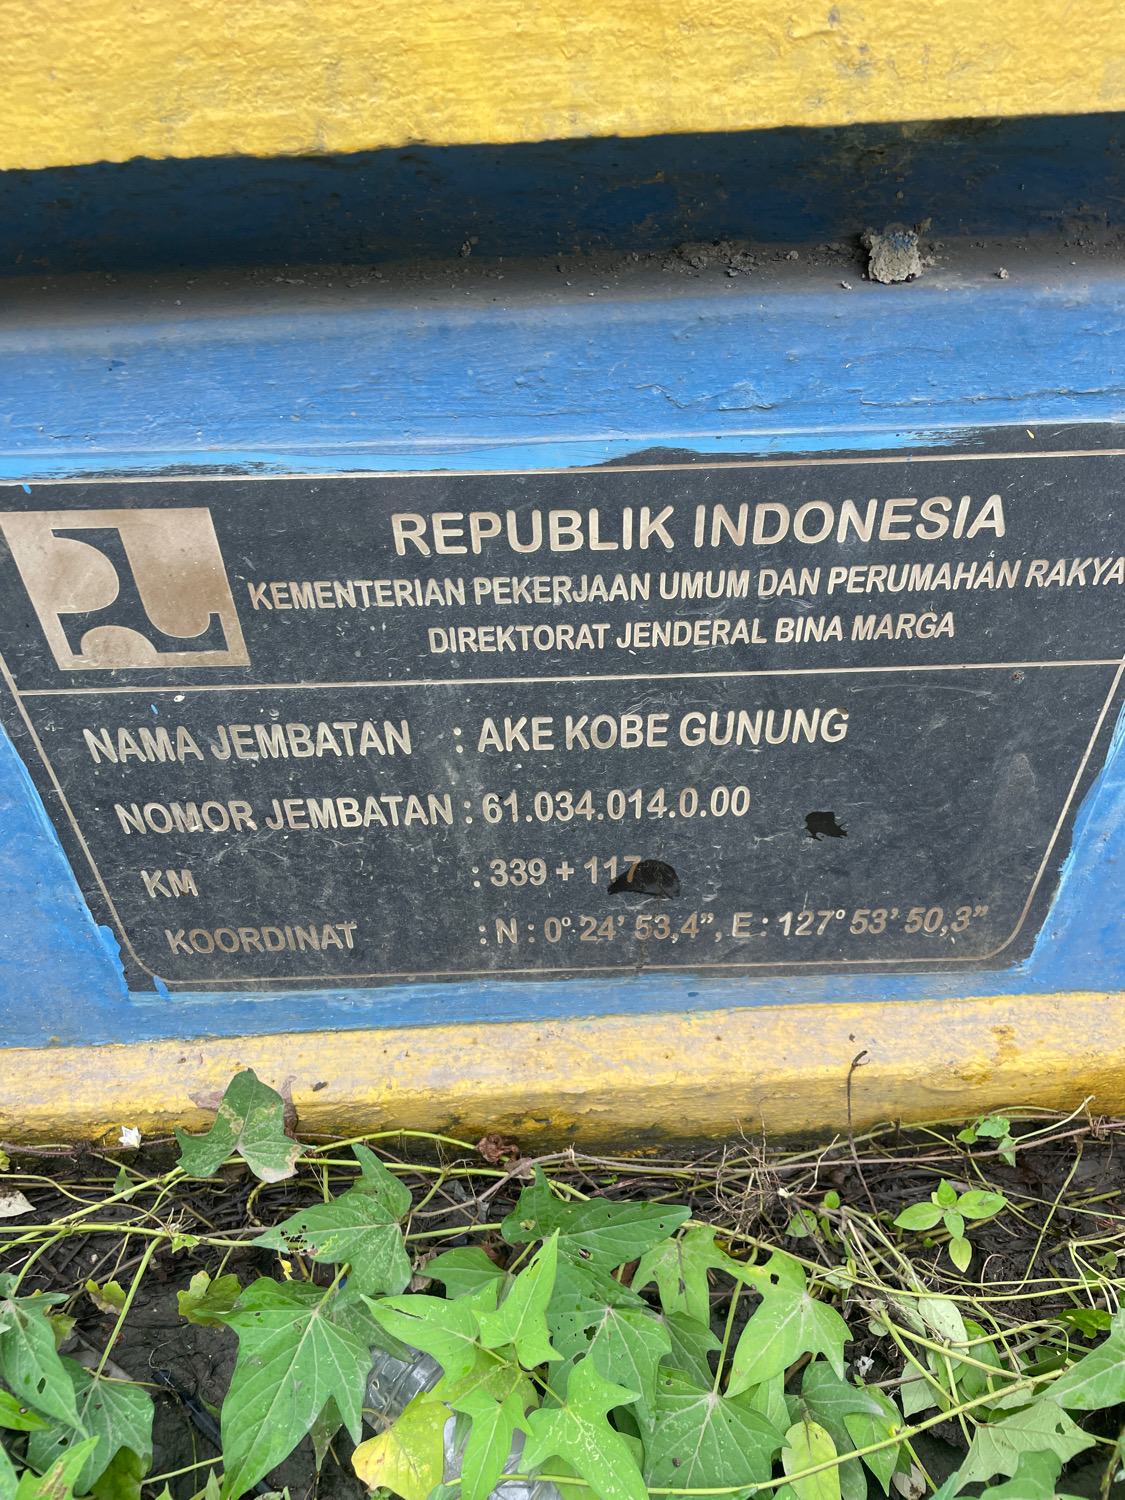 REPUBLIK INDONESIA
KEMENTERIAN PEKERJAAN UMUM DAN PERUMAHAN RAKYA
DIREKTORAT JENDERAL BINA MARGA
NAMA JEMBATAN : AKE KOBE GUNUNG
NOMOR JEMBATAN : 61.034.014.0.00
KM : 339 + 117
KOORDINAT : N : 0° 24’ 53,4”, E : 127° 53’ 50,3”